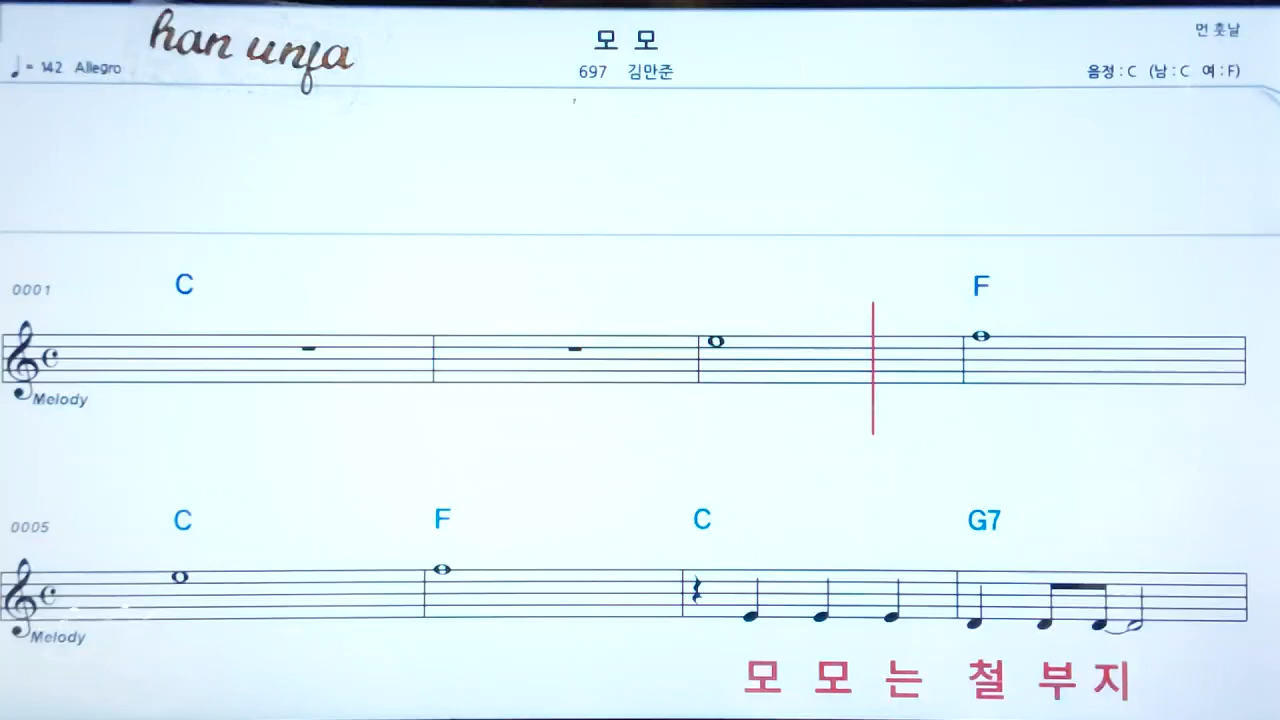 han unfa
모 모
먼 훗날
♩= 142 Allegro
697 김만준
음정 : C (남 : C 여 : F)
C F
0001
Melody
C F C G7
0005
Melody
모 모 는 철 부 지